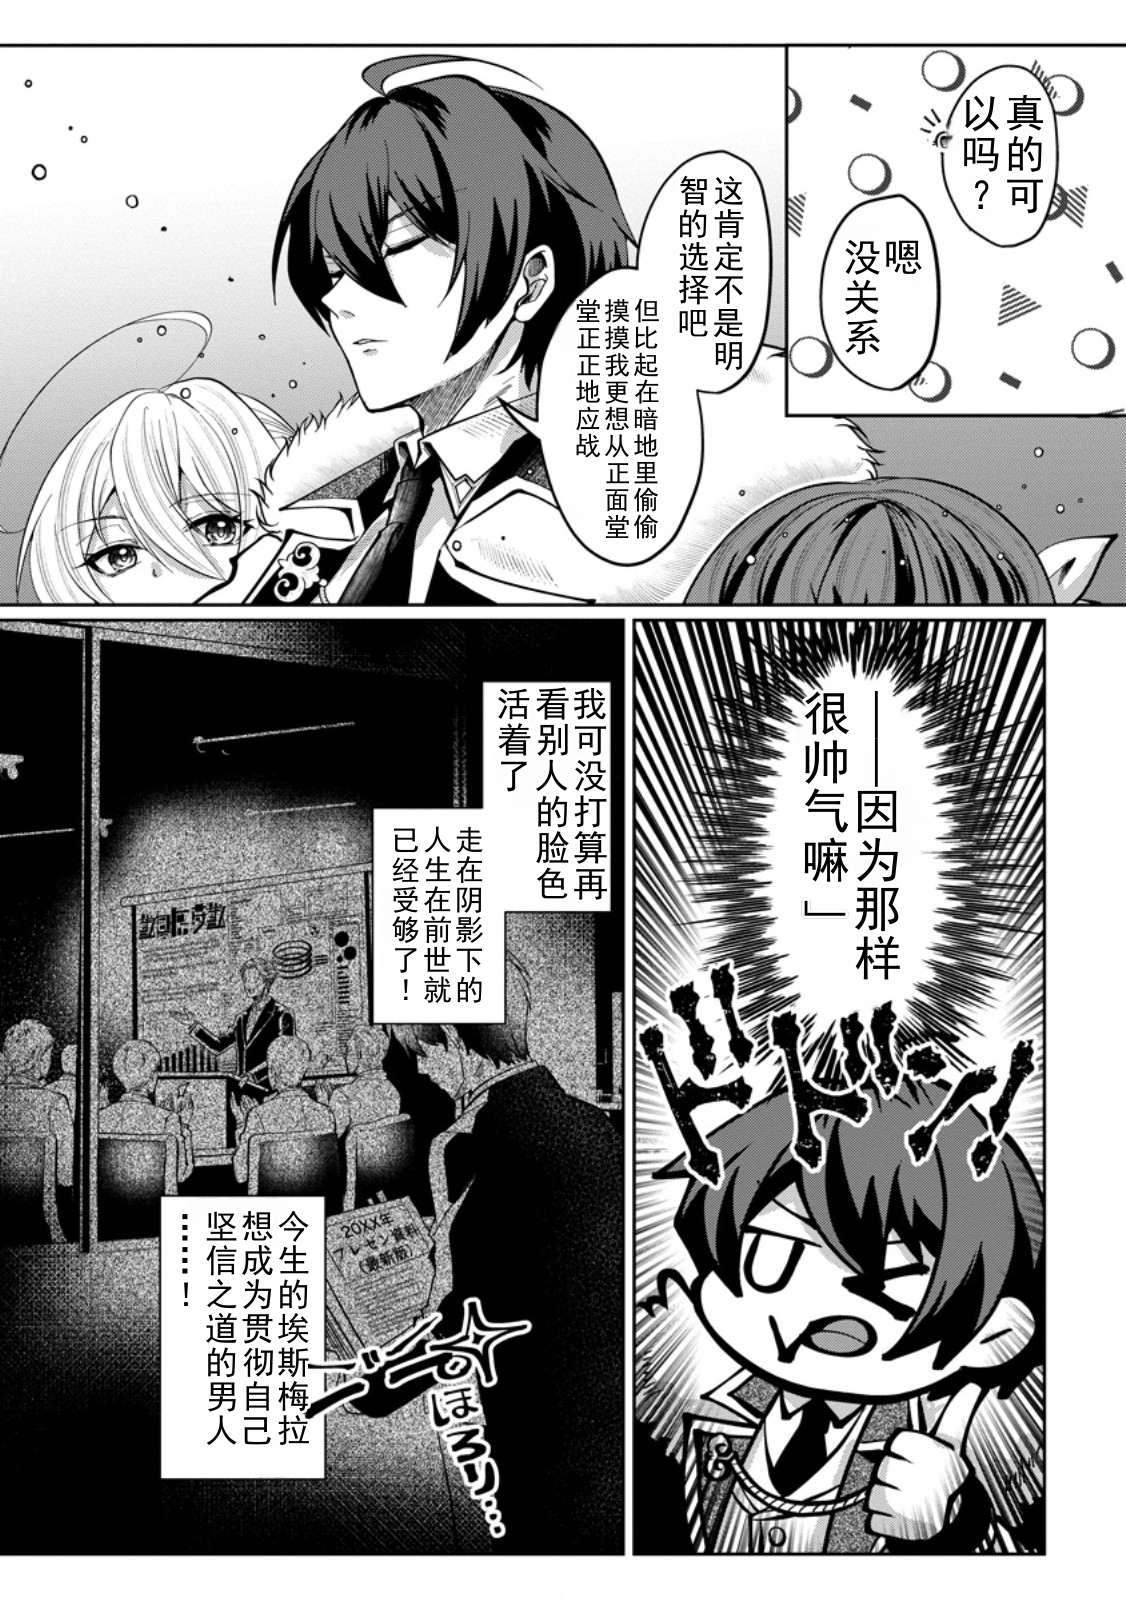 真的可
以吗？
嗯
没关系
这肯定不是明
智的选择吧
但比起在暗地里偷偷
摸摸我更想从正面堂
堂正正地应战
——因为那样
很帅气嘛」
我可没打算再
看别人的脸色
活着了
走在阴影下的
人生在前世就
已经受够了！
20XX年
プレゼン資料
（最新版）
ほろり…
今生的埃斯梅拉
想成为贯彻自己
坚信之道的男人
……！